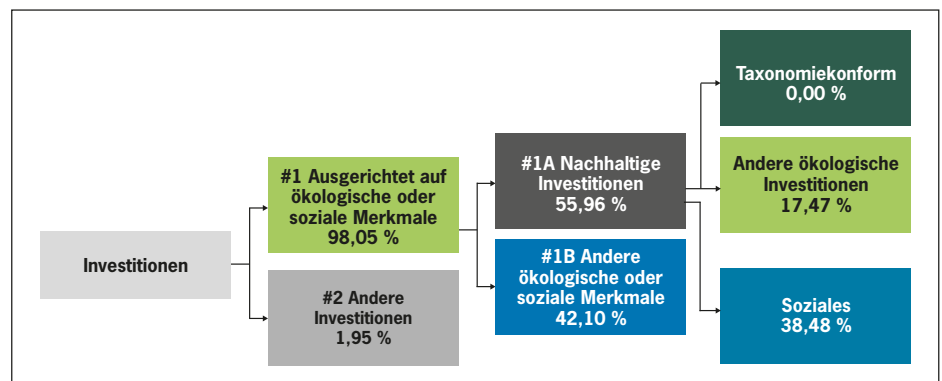 Investitionen
#1 Ausgerichtet auf
ökologische oder
soziale Merkmale
98,05 %
#2 Andere
Investitionen
1,95 %
#1A Nachhaltige
Investitionen
55,96 %
#1B Andere
ökologische oder
soziale Merkmale
42,10 %
Taxonomiekonform
0,00 %
Andere ökologische
Investitionen
17,47 %
Soziales
38,48 %